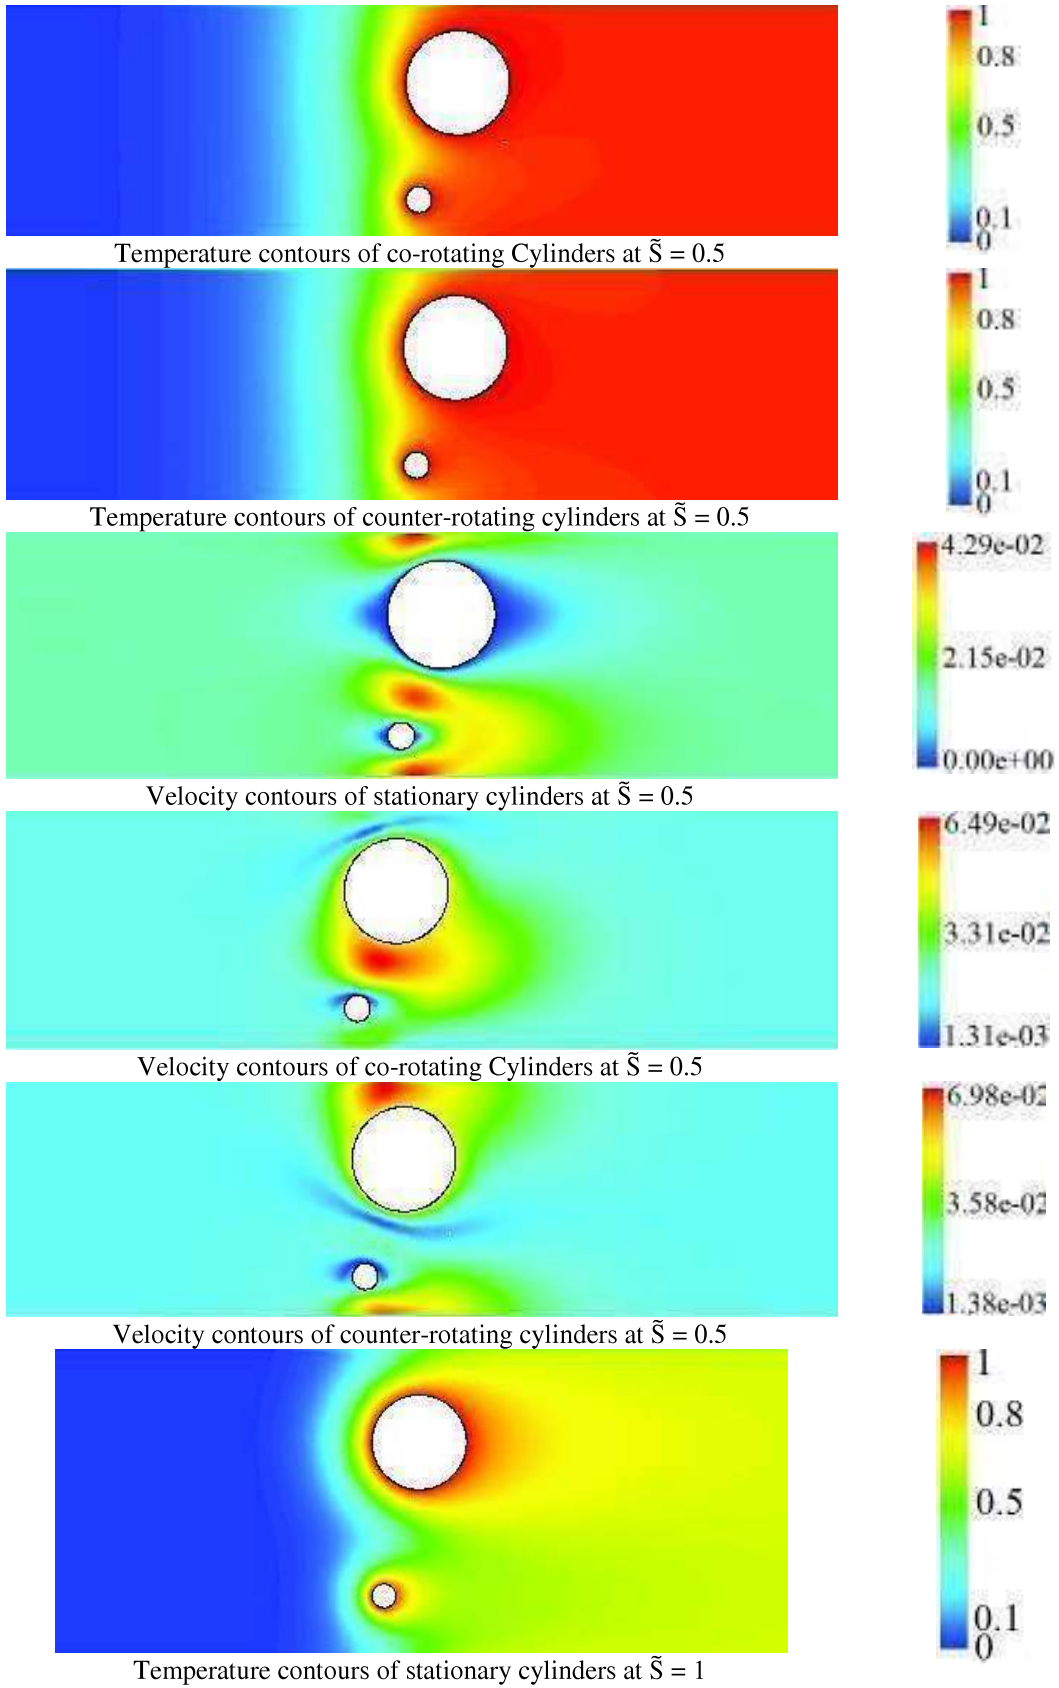 1
0.8
0.5
0.1
0
Temperature contours of co-rotating Cylinders at S̃ = 0.5
1
0.8
0.5
0.1
0
Temperature contours of counter-rotating cylinders at S̃ = 0.5
4.29e-02
2.15e-02
0.00e+00
Velocity contours of stationary cylinders at S̃ = 0.5
6.49e-02
3.31e-02
1.31e-03
Velocity contours of co-rotating Cylinders at S̃ = 0.5
6.98e-02
3.58e-02
1.38e-03
Velocity contours of counter-rotating cylinders at S̃ = 0.5
1
0.8
0.5
0.1
0
Temperature contours of stationary cylinders at S̃ = 1